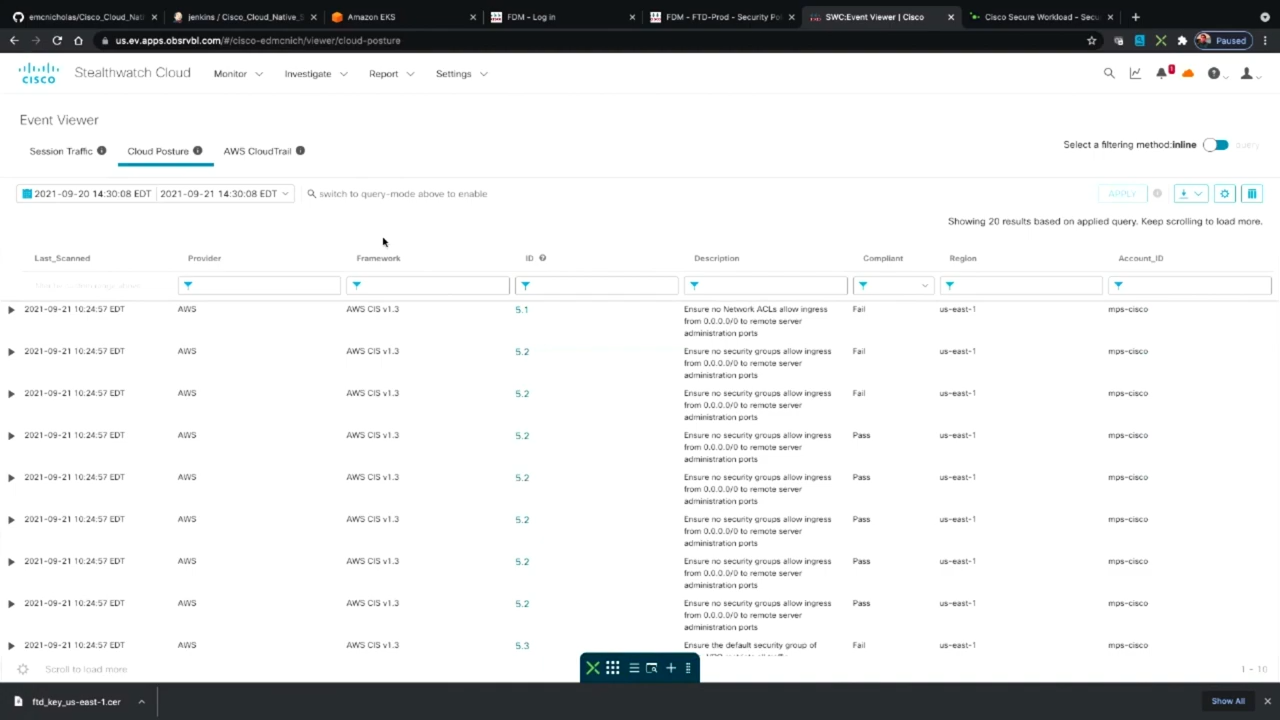 emcnicholas/Cisco_Cloud_Nati
jenkins / Cisco_Cloud_Native_S
Amazon EKS
FDM - Log in
FDM - FTD-Prod - Security Po
SWC:Event Viewer | Cisco
Cisco Secure Workload - Secu
us.ev.apps.obsrvbl.com/#/cisco-edmcnich/viewer/cloud-posture
Paused
CISCO
Stealthwatch Cloud
Monitor
Investigate
Report
Settings
1
Event Viewer
Session Traffic
Cloud Posture
AWS CloudTrail
Select a filtering method:inline
query
2021-09-20 14:30:08 EDT
2021-09-21 14:30:08 EDT
switch to query-mode above to enable
APPLY
Showing 20 results based on applied query. Keep scrolling to load more.
Last_Scanned Provider Framework ID Description Compliant Region Account_ID
2021-09-21 10:24:57 EDT AWS AWS CIS v1.3 5.1 Ensure no Network ACLs allow ingress Fail us-east-1 mps-cisco
from 0.0.0.0/0 to remote server
administration ports
2021-09-21 10:24:57 EDT AWS AWS CIS v1.3 5.2 Ensure no security groups allow ingress Fail us-east-1 mps-cisco
from 0.0.0.0/0 to remote server
administration ports
2021-09-21 10:24:57 EDT AWS AWS CIS v1.3 5.2 Ensure no security groups allow ingress Fail us-east-1 mps-cisco
from 0.0.0.0/0 to remote server
administration ports
2021-09-21 10:24:57 EDT AWS AWS CIS v1.3 5.2 Ensure no security groups allow ingress Pass us-east-1 mps-cisco
from 0.0.0.0/0 to remote server
administration ports
2021-09-21 10:24:57 EDT AWS AWS CIS v1.3 5.2 Ensure no security groups allow ingress Pass us-east-1 mps-cisco
from 0.0.0.0/0 to remote server
administration ports
2021-09-21 10:24:57 EDT AWS AWS CIS v1.3 5.2 Ensure no security groups allow ingress Pass us-east-1 mps-cisco
from 0.0.0.0/0 to remote server
administration ports
2021-09-21 10:24:57 EDT AWS AWS CIS v1.3 5.2 Ensure no security groups allow ingress Pass us-east-1 mps-cisco
from 0.0.0.0/0 to remote server
administration ports
2021-09-21 10:24:57 EDT AWS AWS CIS v1.3 5.2 Ensure no security groups allow ingress Pass us-east-1 mps-cisco
from 0.0.0.0/0 to remote server
administration ports
2021-09-21 10:24:57 EDT AWS AWS CIS v1.3 5.3 Ensure the default security group of Fail us-east-1 mps-cisco
Scroll to load more
1 - 10
ftd_key_us-east-1.cer
Show All